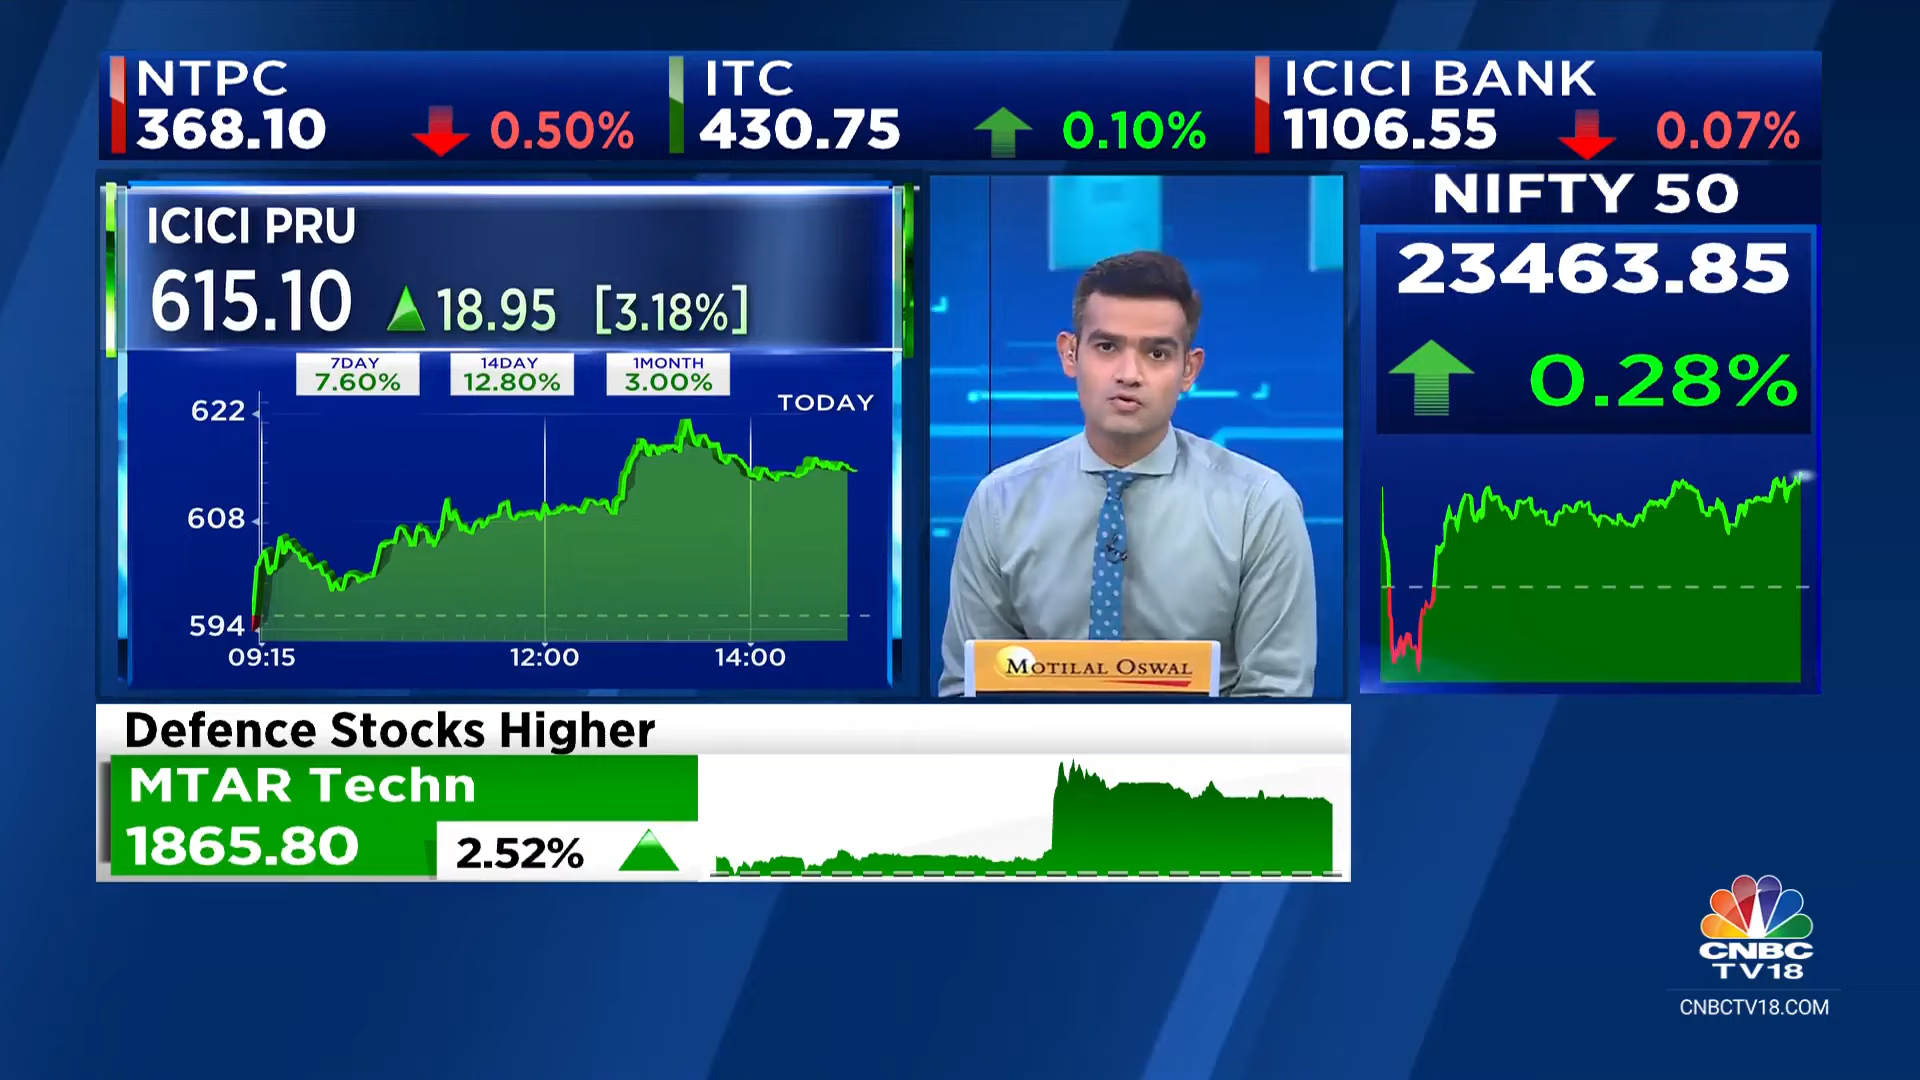 NTPC
368.10 0.50%
ITC
430.75 0.10%
ICICI BANK
1106.55 0.07%
ICICI PRU
615.10 18.95 [3.18%]
7DAY
7.60%
14DAY
12.80%
1MONTH
3.00%
TODAY
622
608
594
09:15 12:00 14:00
MOTILAL OSWAL
NIFTY 50
23463.85
0.28%
Defence Stocks Higher
MTAR Techn
1865.80
2.52%
CNBC
TV18
CNBCTV18.COM